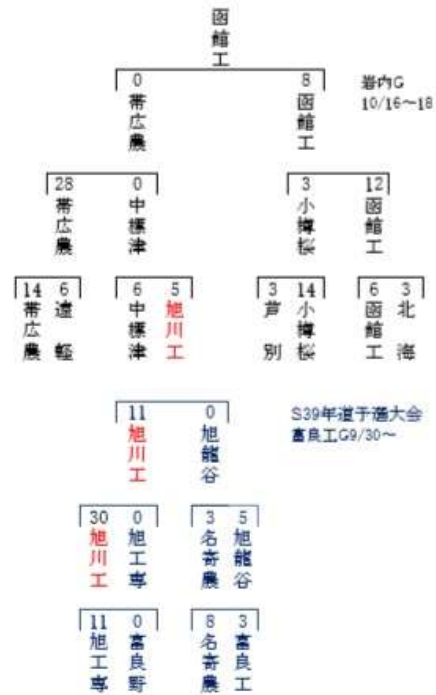 函館工
0 8
帯広農 函館工
岩内G
10/16～18
28 0 3 12
帯広農 中標津 小樽桜 函館工
14 6 6 5 3 14 6 3
帯広農 遠軽 中標津 旭川工 芦別 小樽桜 函館工 北海
11 0
旭川工 旭龍谷
S39年道予選大会
富良工G9/30～
30 0 3 5
旭川工 旭工専 名寄農 旭龍谷
11 0 8 3
旭工専 富良野 名寄農 富良工